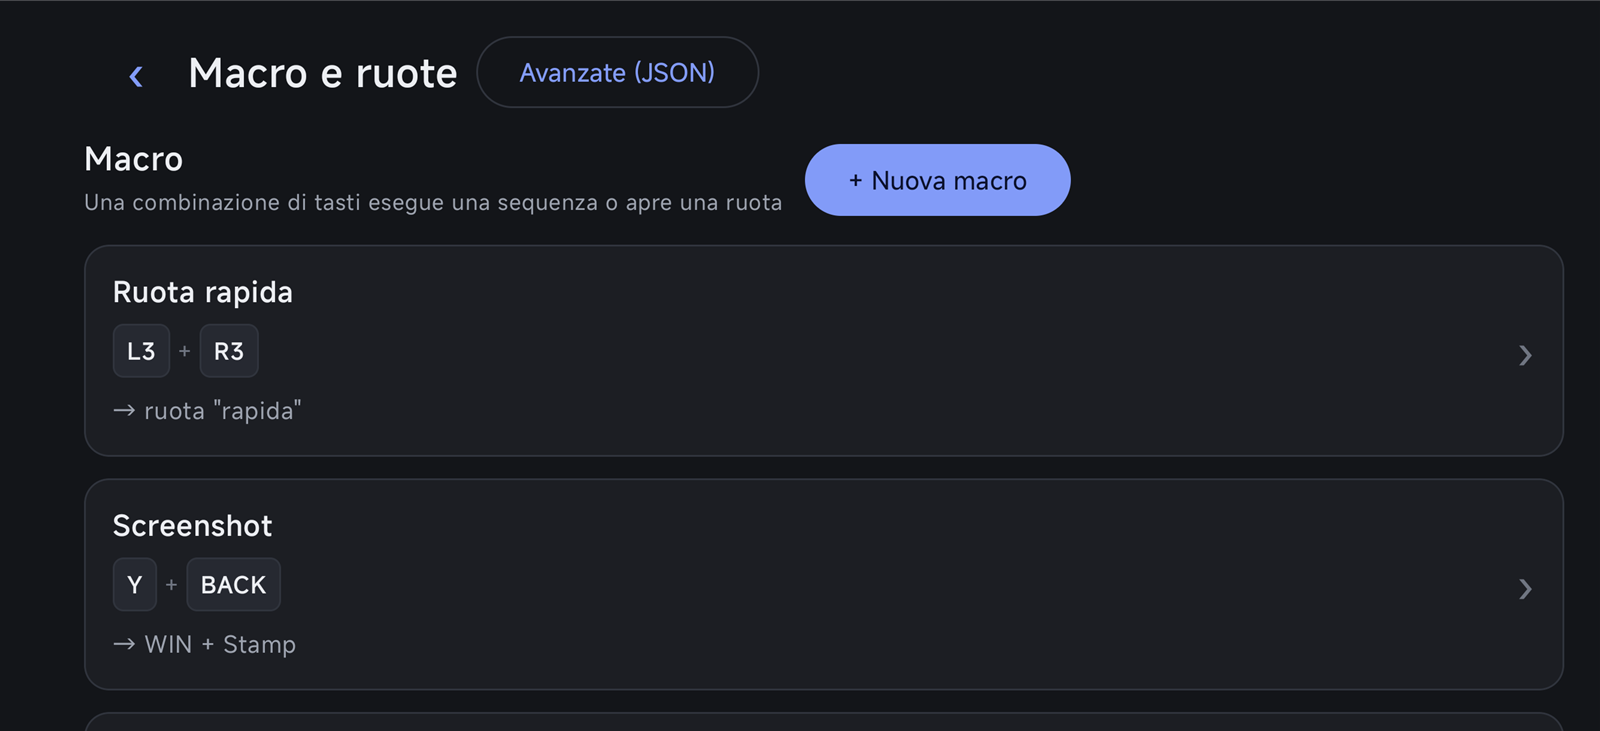 ‹ Macro e ruote Avanzate (JSON)
Macro
Una combinazione di tasti esegue una sequenza o apre una ruota
+ Nuova macro
Ruota rapida
L3 + R3
→ ruota "rapida"
›
Screenshot
Y + BACK
→ WIN + Stamp
›